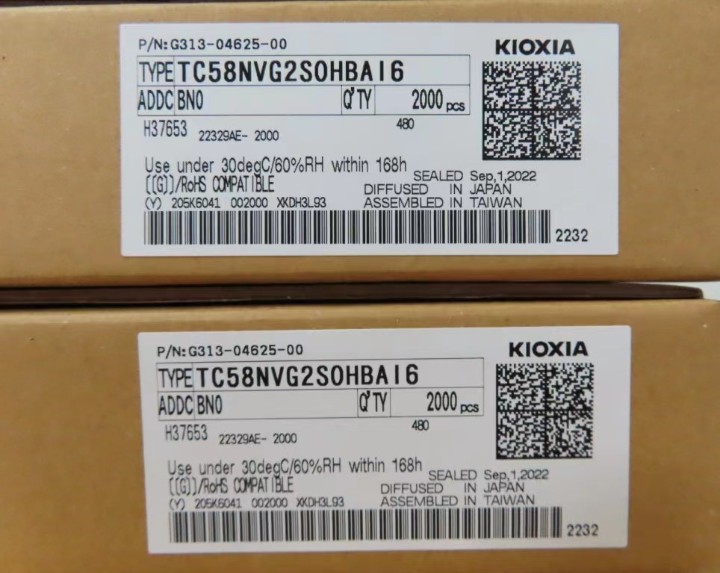 P/N:G313-04625-00 KIOXIA
TYPE TC58NVG2S0HBAI6
ADDC BN0 Q'TY 2000 pcs
H37653 22329AE- 2000 480
Use under 30degC/60%RH within 168h
SEALED Sep,1,2022
[[G]]/RoHS COMPATIBLE DIFFUSED IN JAPAN
(Y) 205K6041 002000 XKDH3L93 ASSEMBLED IN TAIWAN
2232
P/N:G313-04625-00 KIOXIA
TYPE TC58NVG2S0HBAI6
ADDC BN0 Q'TY 2000 pcs
H37653 22329AE- 2000 480
Use under 30degC/60%RH within 168h
SEALED Sep,1,2022
[[G]]/RoHS COMPATIBLE DIFFUSED IN JAPAN
(Y) 205K6041 002000 XKDH3L93 ASSEMBLED IN TAIWAN
2232